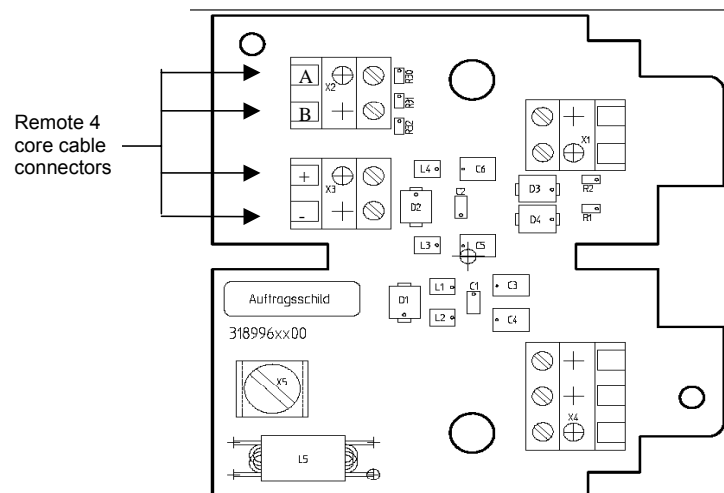 Remote 4
core cable
connectors
A
X2
B
R30
R31
R32
+
X3
-
L4
C6
D2
C2
L3
C5
X1
D3
R2
D4
R1
Auftragsschild
318996xx00
D1
L1
C1
C3
L2
C4
X5
L5
X4